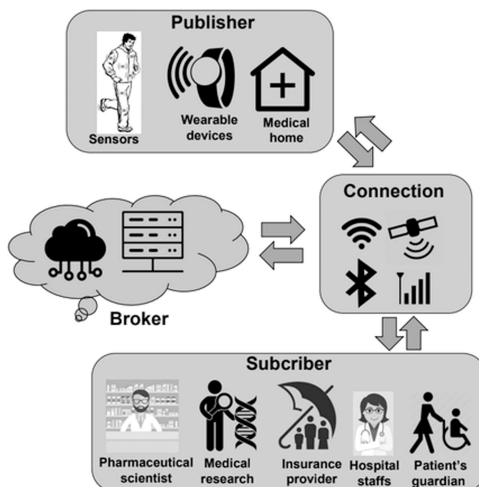 Publisher
Sensors
Wearable
devices
Medical
home
Connection
Broker
Subcriber
Pharmaceutical
scientist
Medical
research
Insurance
provider
Hospital
staffs
Patient's
guardian